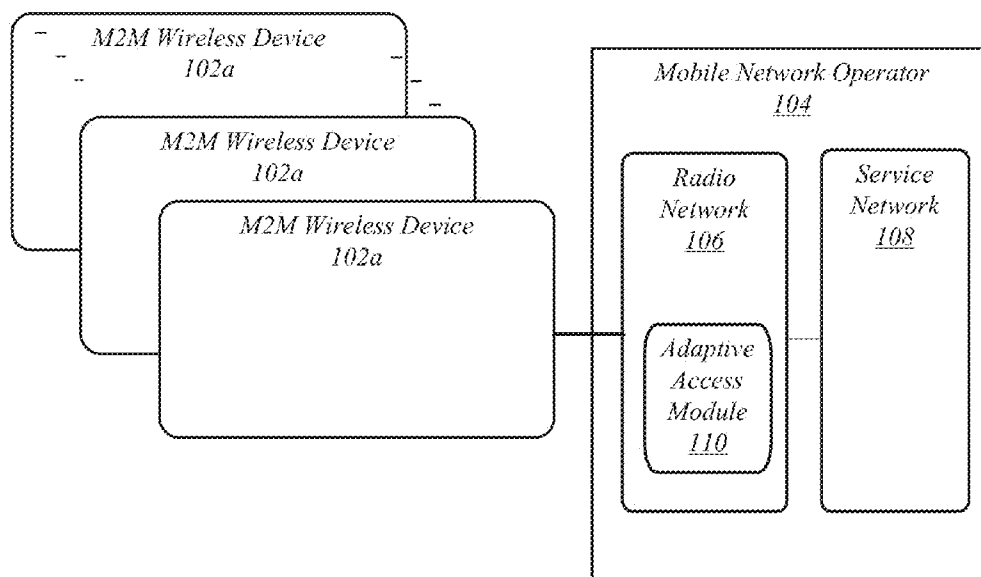 M2M Wireless Device
102a
M2M Wireless Device
102a
M2M Wireless Device
102a
Mobile Network Operator
104
Radio
Network
106
Adaptive
Access
Module
110
Service
Network
108